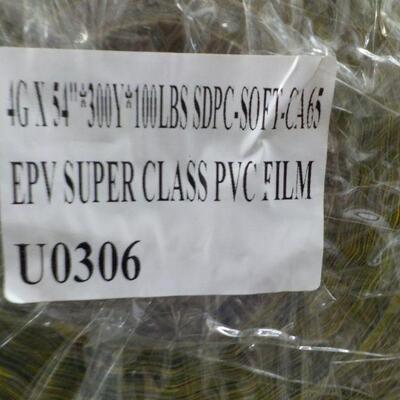 4G X 54"*300Y*100LBS SDPC-SOFT-CA65
EPV SUPER CLASS PVC FILM
U0306